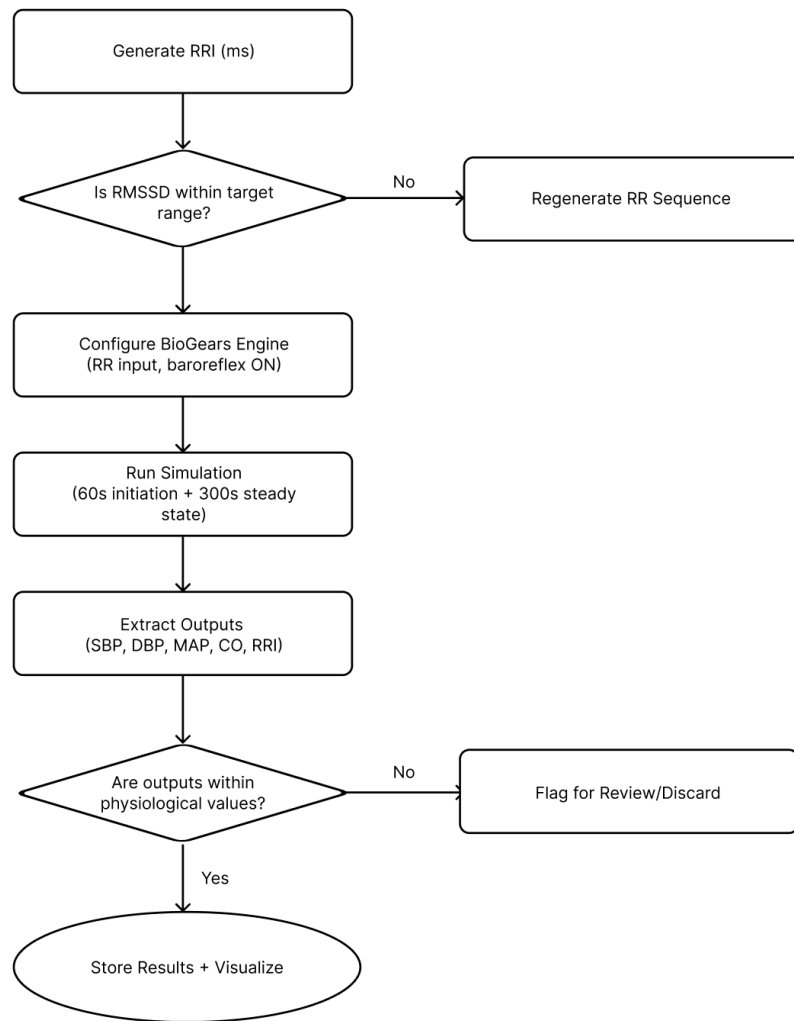 Generate RRI (ms)
Is RMSSD within target
range?
No
Regenerate RR Sequence
Configure BioGears Engine
(RR input, baroreflex ON)
Run Simulation
(60s initiation + 300s steady
state)
Extract Outputs
(SBP, DBP, MAP, CO, RRI)
Are outputs within
physiological values?
No
Flag for Review/Discard
Yes
Store Results + Visualize